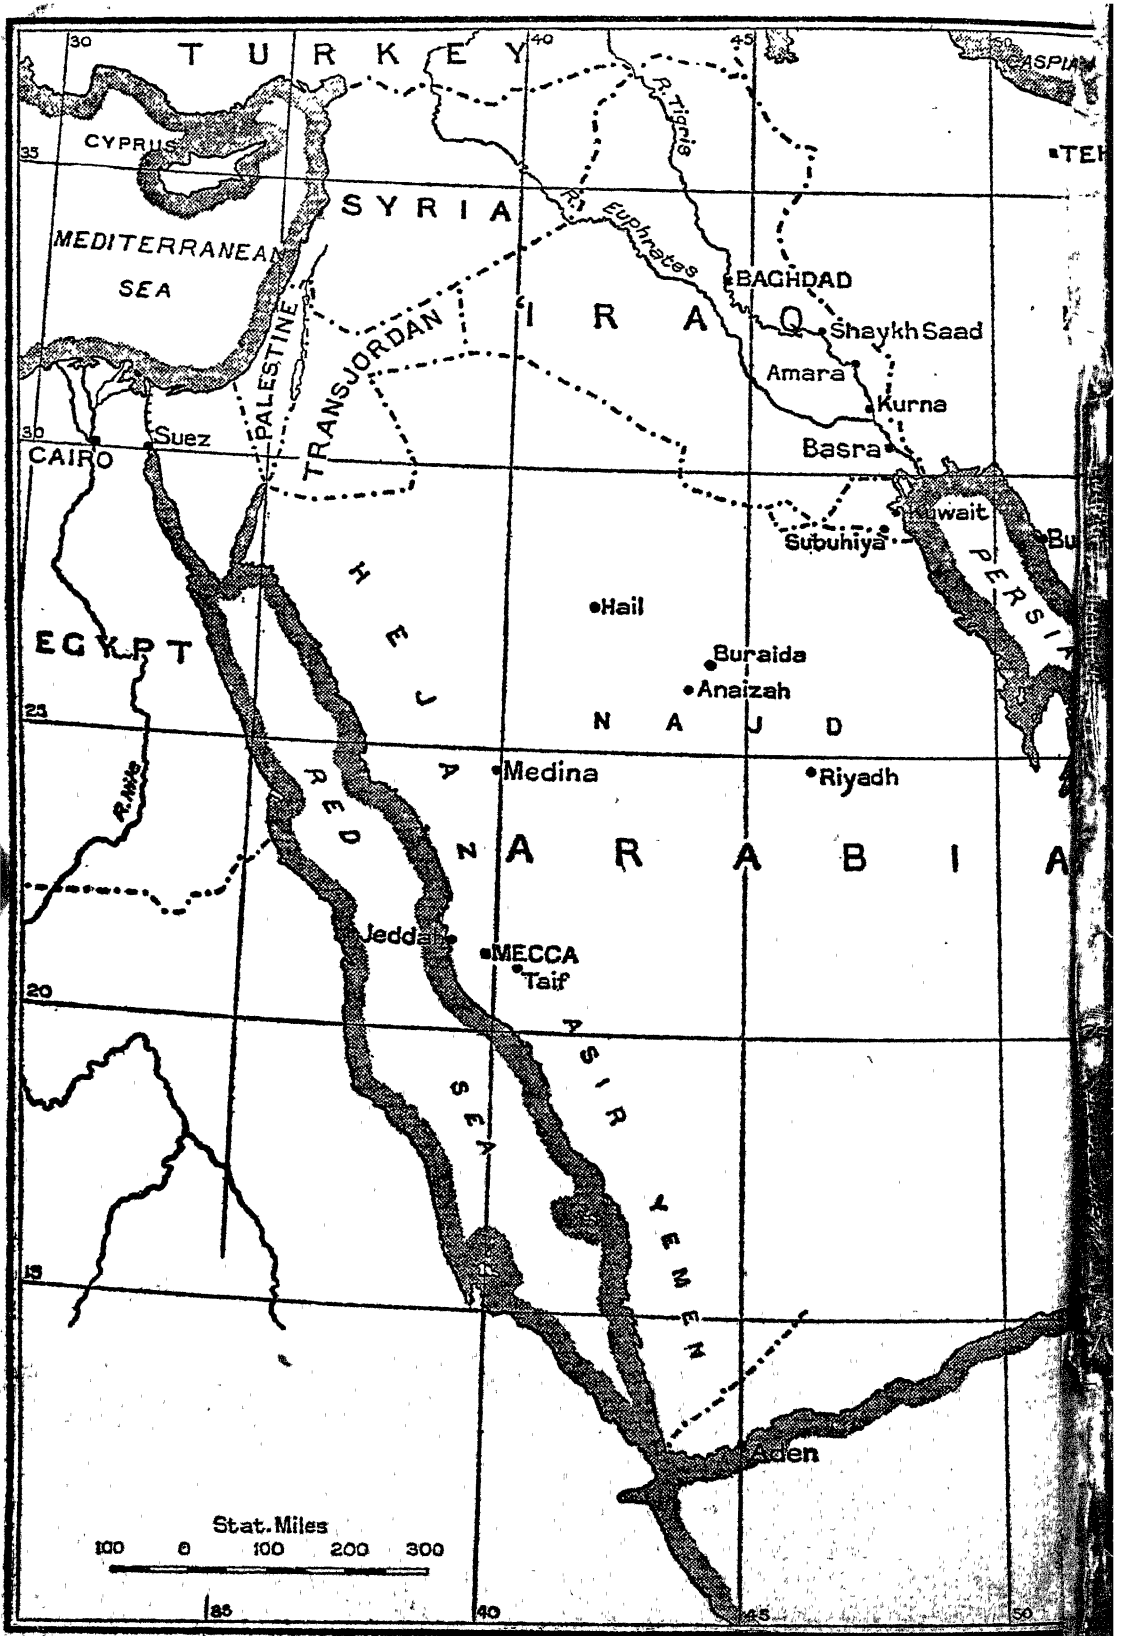 30
40
45
50
TURKEY
CASPIAN
R. Tigris
CYPRUS
TEH
35
SYRIA
R. Euphrates
MEDITERRANEAN
SEA
BAGHDAD
IRAQ
Shaykh Saad
PALESTINE
TRANSJORDAN
Amara
Kurna
30
Suez
CAIRO
Basra
Kuwait
Subuhiya
Bu
PERSIA
HEJAZ
Hail
EGYPT
Buraida
Anaizah
25
NAJD
R. Nile
Medina
Riyadh
RED
SEA
ARABIA
Jeddah
MECCA
Taif
20
ASIR
YEMEN
15
Aden
Stat. Miles
100 0 100 200 300
35
40
45
50